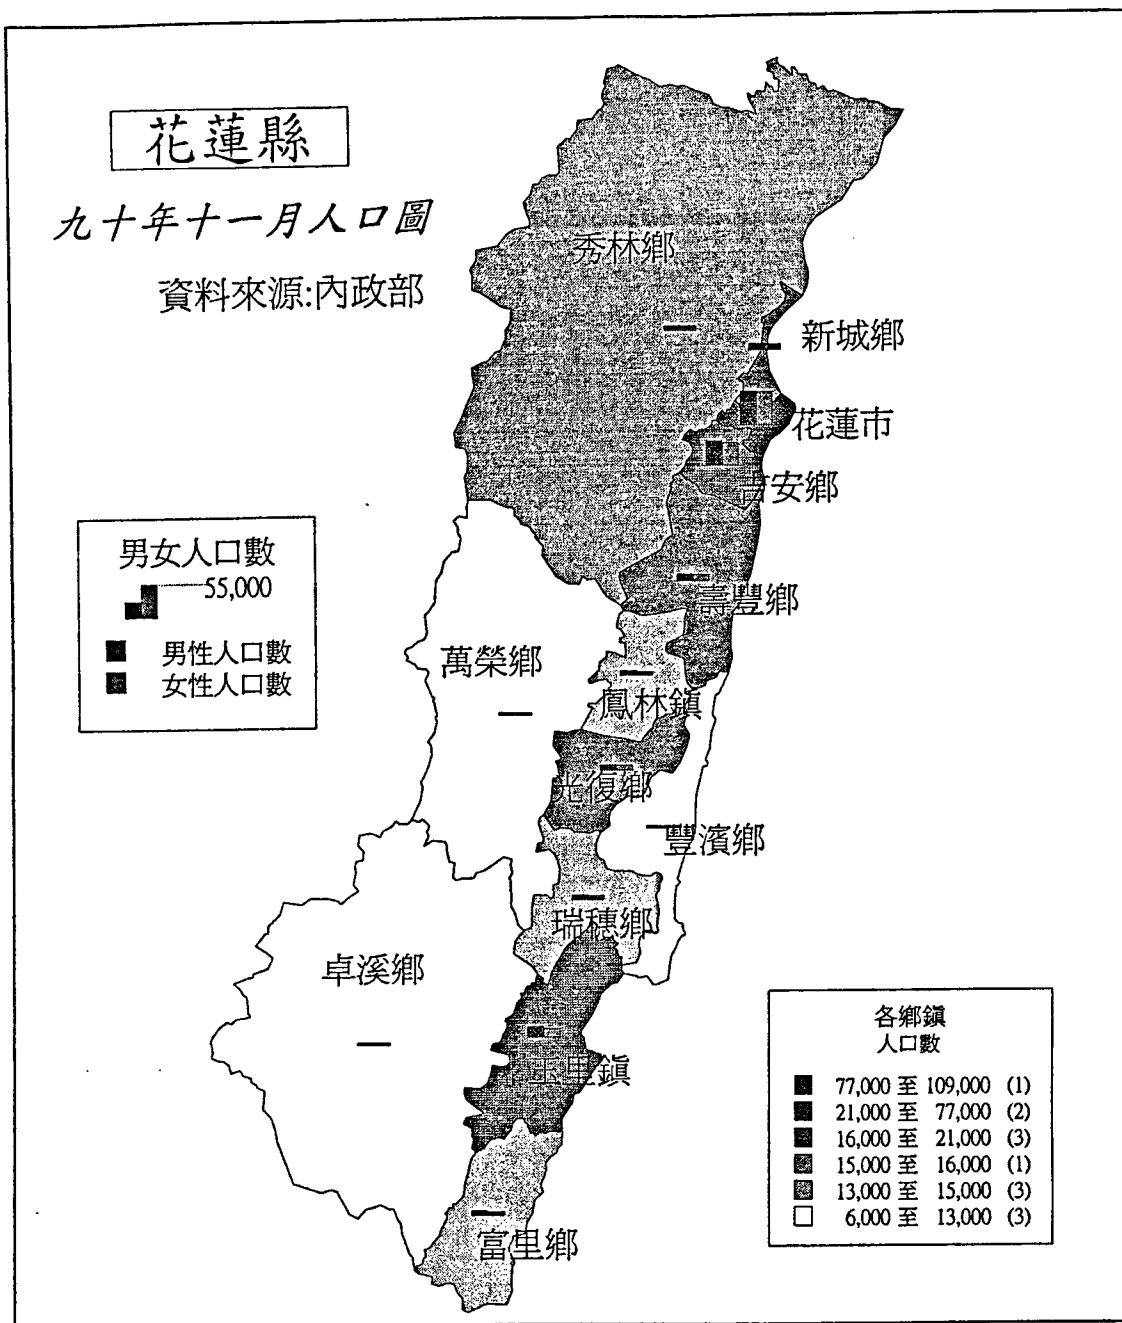 花蓮縣
九十年十一月人口圖
資料來源:內政部
秀林鄉
新城鄉
花蓮市
吉安鄉
壽豐鄉
男女人口數
55,000
男性人口數
女性人口數
萬榮鄉
鳳林鎮
光復鄉
豐濱鄉
瑞穗鄉
卓溪鄉
玉里鎮
富里鄉
各鄉鎮
人口數
77,000 至 109,000 (1)
21,000 至 77,000 (2)
16,000 至 21,000 (3)
15,000 至 16,000 (1)
13,000 至 15,000 (3)
6,000 至 13,000 (3)